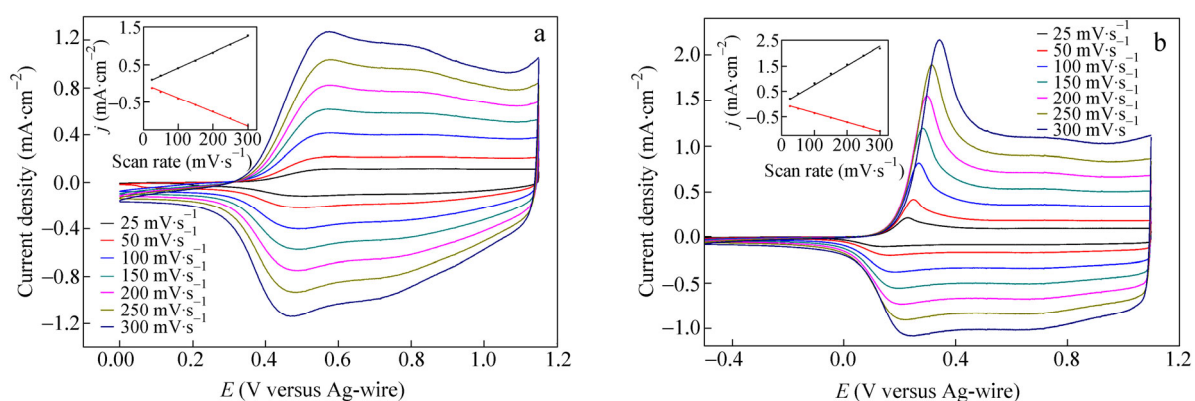 a
Current density (mA·cm−2)
1.2
0.8
0.4
0.0
−0.4
−0.8
−1.2
j (mA·cm−2)
1.5
0.5
−0.5
0 100 200 300
Scan rate (mV·s−1)
25 mV·s−1
50 mV·s−1
100 mV·s−1
150 mV·s−1
200 mV·s−1
250 mV·s−1
300 mV·s−1
0.00 0.2 0.4 0.6 0.8 1.0 1.2
E (V versus Ag-wire)
b
Current density (mA·cm−2)
2.0
1.5
1.0
0.5
0.0
−0.5
−1.0
j (mA·cm−2)
2.5
1.5
0.5
−0.5
0 100 200 300
Scan rate (mV·s−1)
25 mV·s−1
50 mV·s−1
100 mV·s−1
150 mV·s−1
200 mV·s−1
250 mV·s−1
300 mV·s
−0.4 0.0 0.4 0.8 1.2
E (V versus Ag-wire)